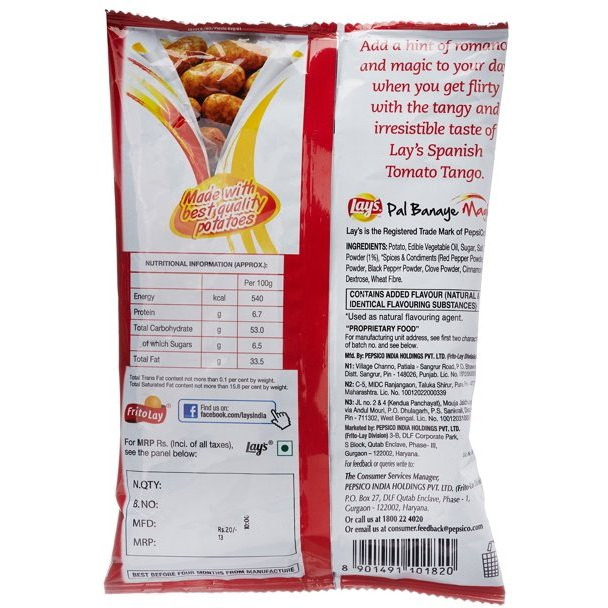 Made with
best quality
potatoes
NUTRITIONAL INFORMATION (APPROX.):
Per 100g
Energy kcal 540
Protein g 6.7
Total Carbohydrate g 53.0
of which Sugars g 6.5
Total Fat g 33.5
Total Trans Fat content not more than 0.1 per cent by weight.
Total Saturated Fat content not more than 15.8 per cent by weight.
FritoLay
Find us on:
facebook.com/laysindia
For MRP Rs. (Incl. of all taxes),
see the panel below:
Lay's
N.QTY:
B.NO:
MFD:
MRP:
Rs.20/-
13
BEST BEFORE FOUR MONTHS FROM MANUFACTURE
Add a hint of romanc
and magic to your da
when you get flirty
with the tangy and
irresistible taste of
Lay's Spanish
Tomato Tango.
Lay's Pal Banaye Mag
Lay's is the Registered Trade Mark of PepsiCo
INGREDIENTS: Potato, Edible Vegetable Oil, Sugar, Sal
Powder (1%), *Spices & Condiments (Red Pepper Powde
Powder, Black Pepper Powder, Clove Powder, Cinnamon
Dextrose, Wheat Fibre.
CONTAINS ADDED FLAVOUR (NATURAL &
IDENTICAL FLAVOURING SUBSTANCES)
*Used as natural flavouring agent.
"PROPRIETARY FOOD"
For manufacturing unit address, see first two charact
of batch no. and see below.
Mfg. By: PEPSICO INDIA HOLDINGS PVT. LTD. (Frito-Lay Division)
N1: Village Channo, Patiala - Sangrur Road, P.O.
Distt. Sangrur, Pin - 148026, Punjab. Lic. No.
N2: C-5, MIDC Ranjangaon, Taluka Shirur,
Maharashtra. Lic. No. 10012022000339
N3: JL no. 2 & 4 (Kendus Panchayat), Mouja
via Andul Mouri, P.O. Dhulagarh, P.S. Sankrail,
Pin - 711302, West Bengal. Lic. No.
Marketed by: PEPSICO INDIA HOLDINGS PVT. LTD.
(Frito-Lay Division) 3-B, DLF Corporate Park,
S Block, Qutab Enclave, Phase- III,
Gurgaon - 122002, Haryana.
For feedback or queries write to:
The Consumer Services Manager,
PEPSICO INDIA HOLDINGS PVT. LTD. (Frito-Lay
P.O. Box 27, DLF Qutab Enclave, Phase - I,
Gurgaon - 122002, Haryana.
Or call us at 1800 22 4020
Or email us at consumer.feedback@pepsico.com
8 901491 101820